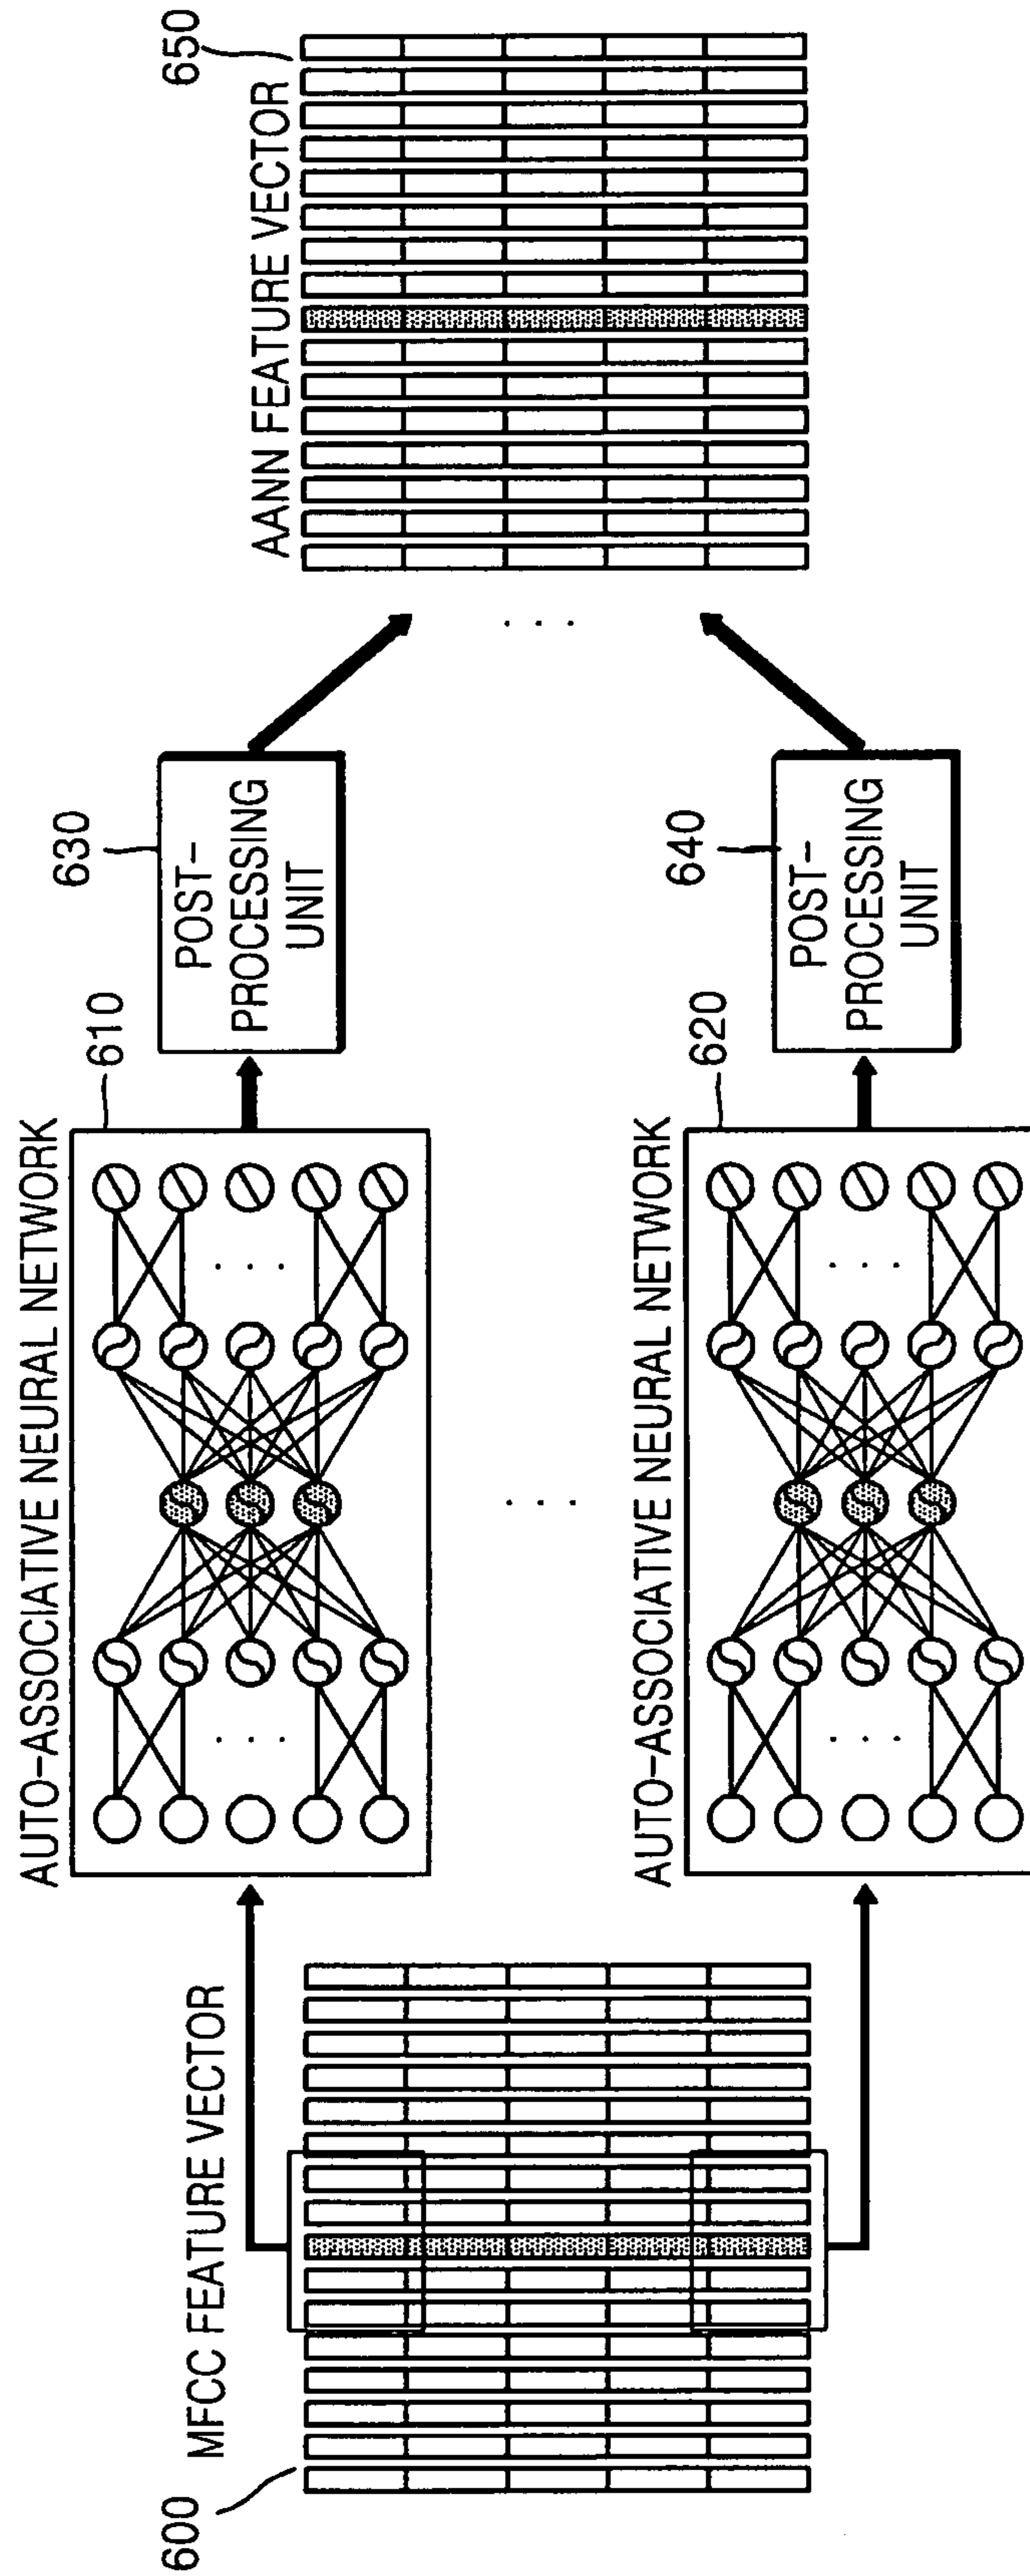 600
MFCC FEATURE VECTOR
AUTO-ASSOCIATIVE NEURAL NETWORK
610
. . .
. . .
POST-
PROCESSING
UNIT
630
. . .
AUTO-ASSOCIATIVE NEURAL NETWORK
620
. . .
. . .
POST-
PROCESSING
UNIT
640
. . .
AANN FEATURE VECTOR
650